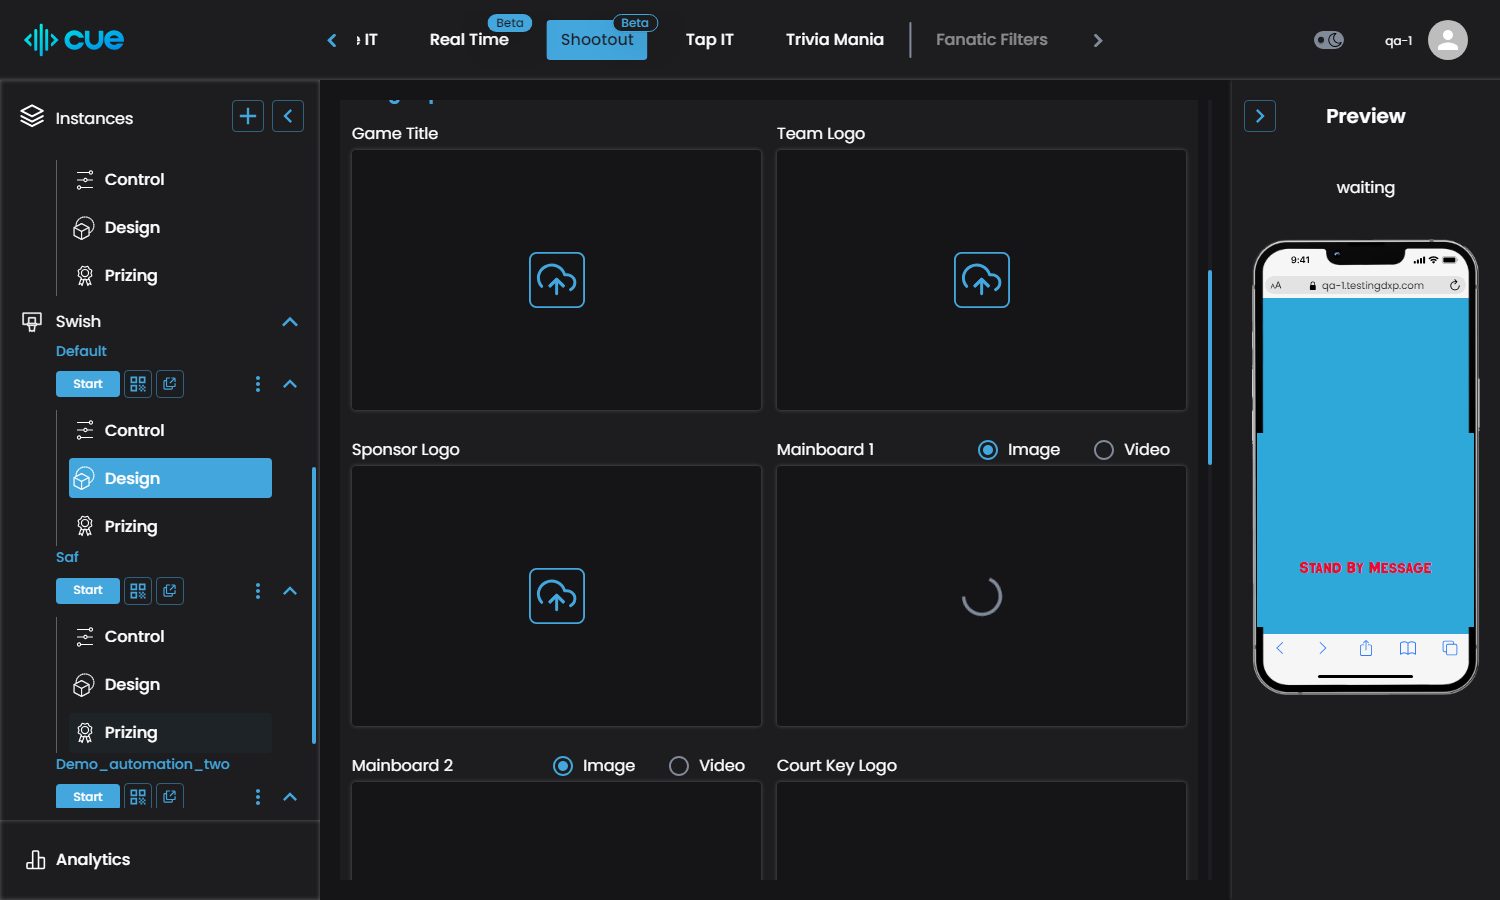 cue
IT
Real Time
Beta
Shootout
Beta
Tap IT
Trivia Mania
Fanatic Filters
qa-1
Instances
Control
Design
Prizing
Swish
Default
Start
Control
Design
Prizing
Saf
Start
Control
Design
Prizing
Demo_automation_two
Start
Analytics
Game Title
Team Logo
Sponsor Logo
Mainboard 1
Image
Video
Mainboard 2
Image
Video
Court Key Logo
Preview
waiting
9:41
AA
qa-1.testingdxp.com
Stand By Message